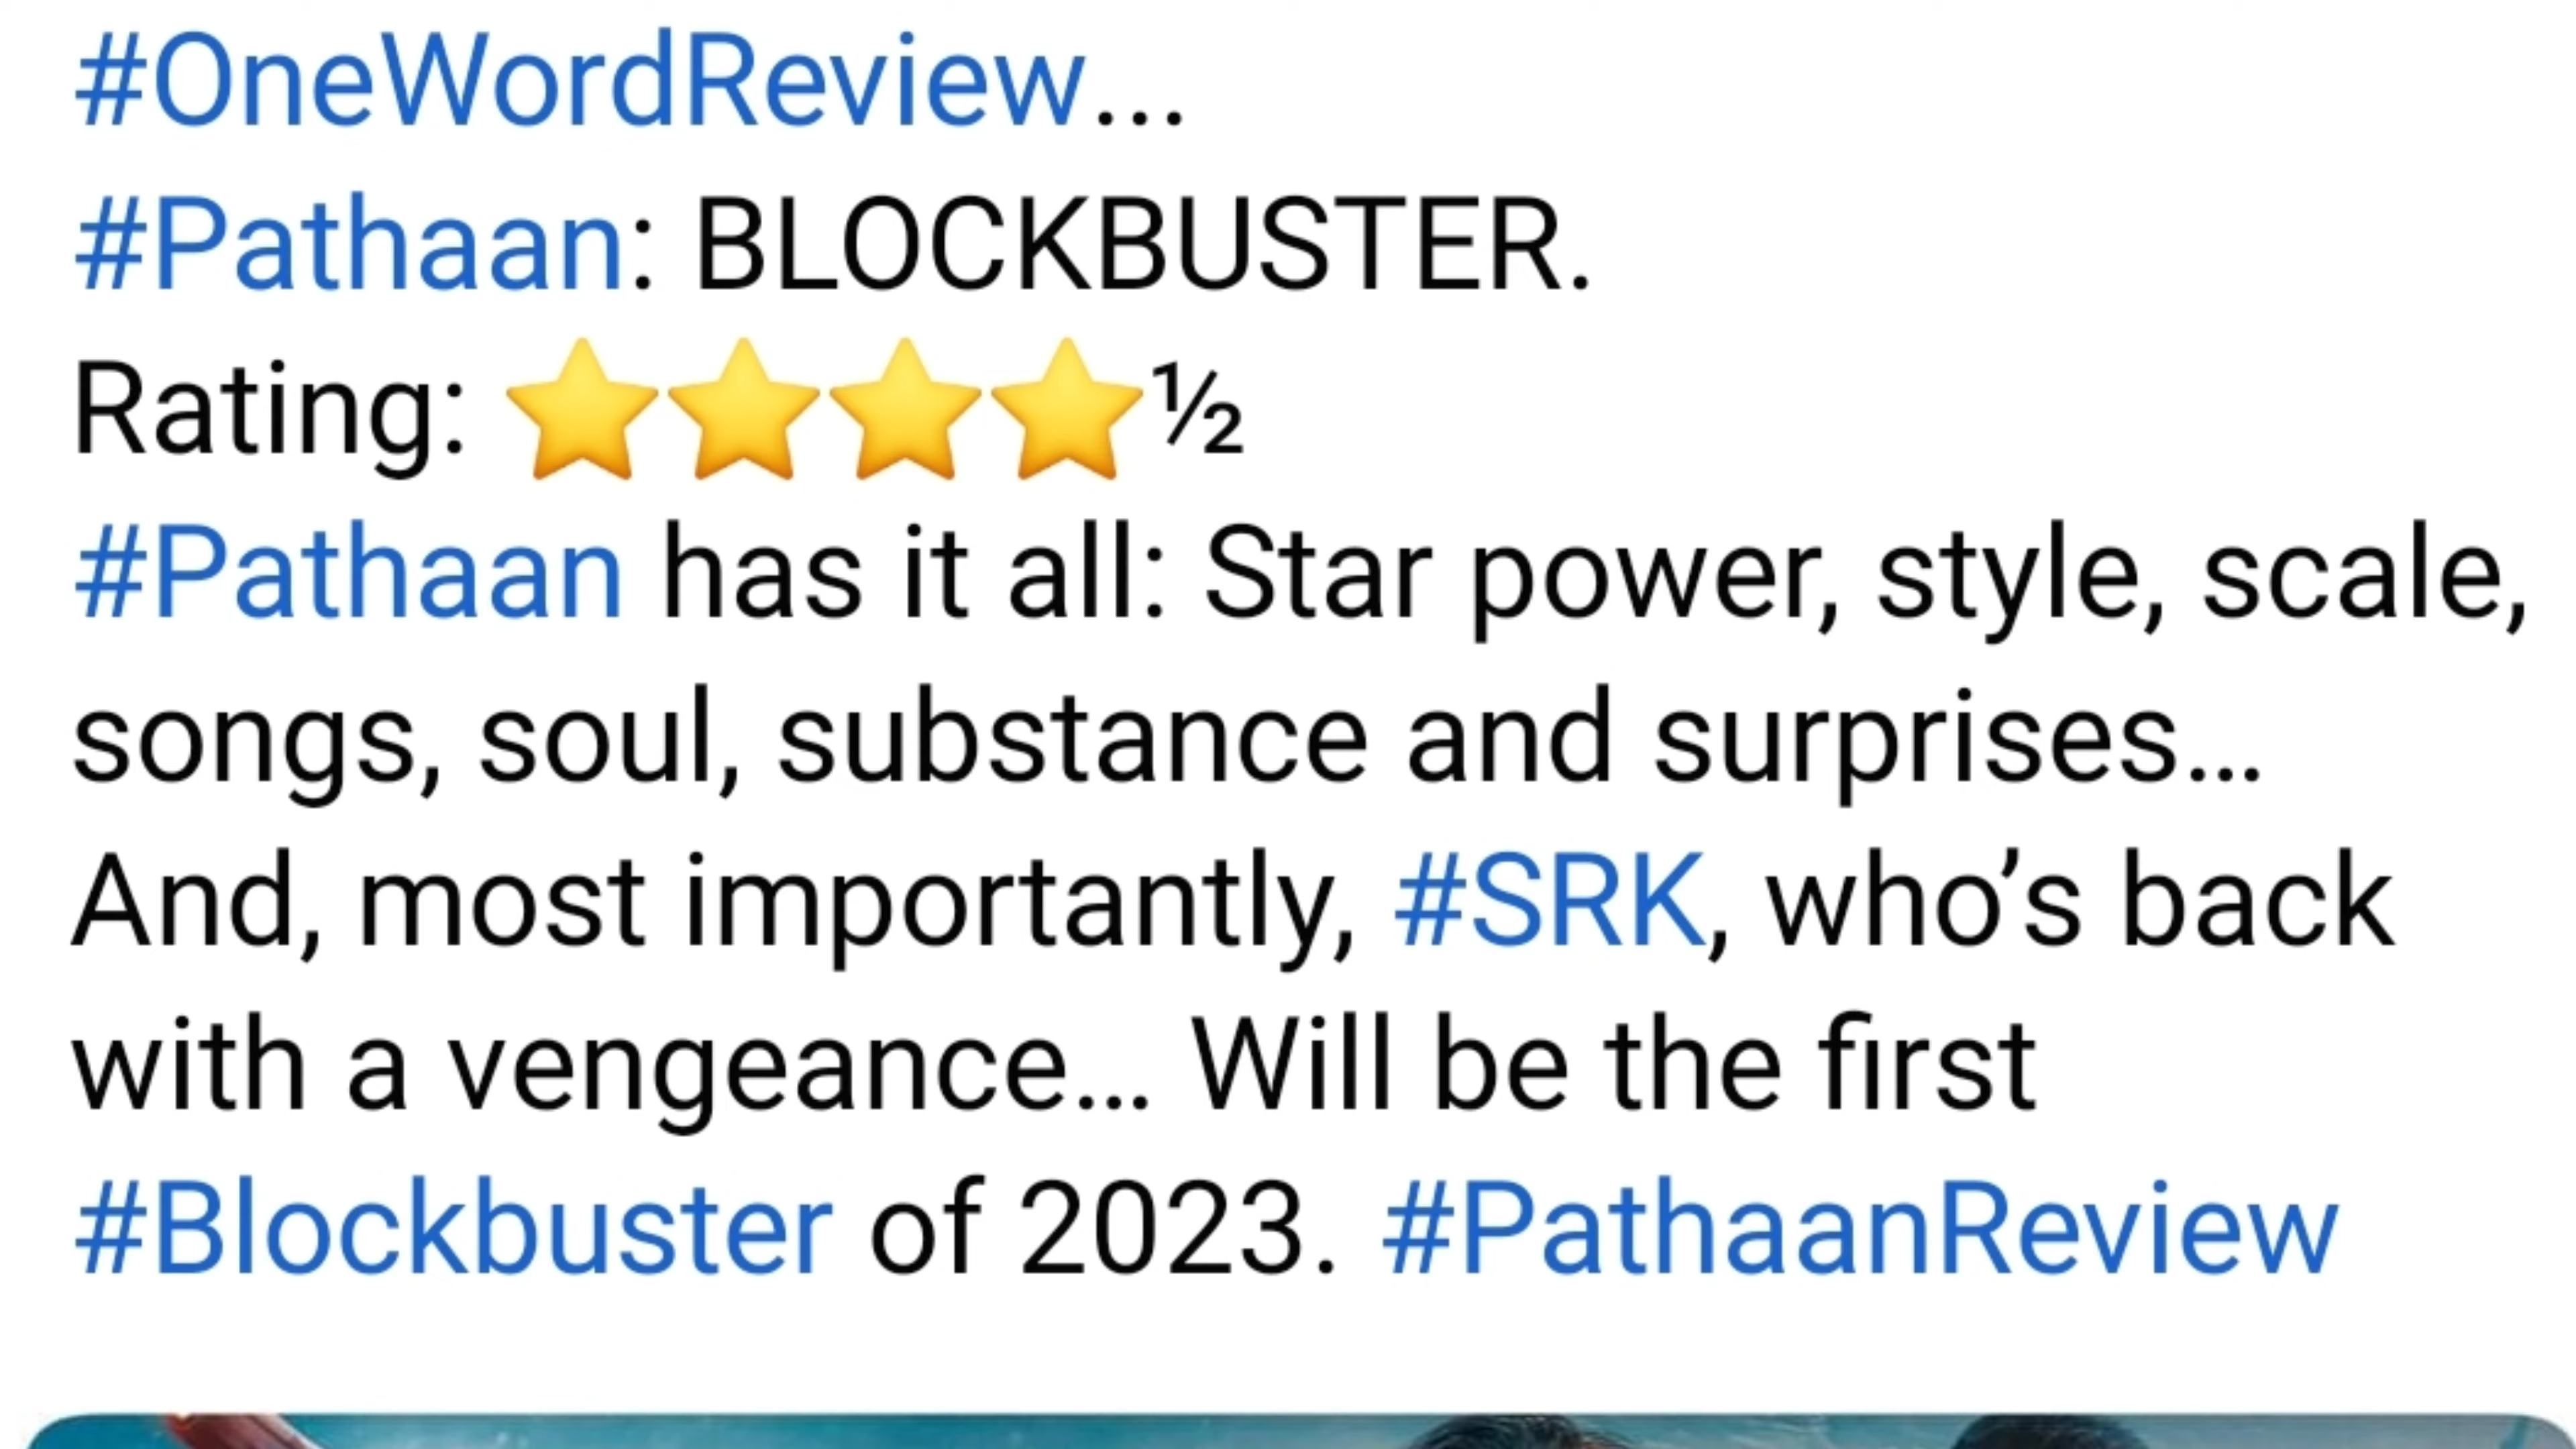 #OneWordReview...
#Pathaan: BLOCKBUSTER.
Rating: ⭐⭐⭐⭐½
#Pathaan has it all: Star power, style, scale,
songs, soul, substance and surprises…
And, most importantly, #SRK, who’s back
with a vengeance… Will be the first
#Blockbuster of 2023. #PathaanReview